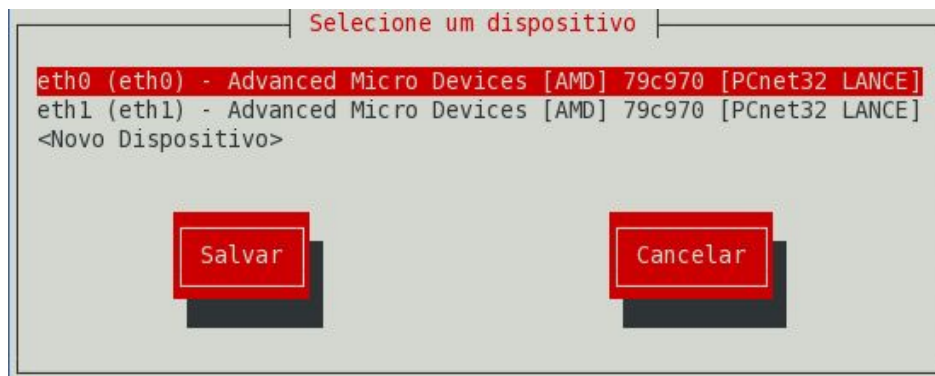 Selecione um dispositivo
eth0 (eth0) - Advanced Micro Devices [AMD] 79c970 [PCnet32 LANCE]
eth1 (eth1) - Advanced Micro Devices [AMD] 79c970 [PCnet32 LANCE]
<Novo Dispositivo>
Salvar
Cancelar